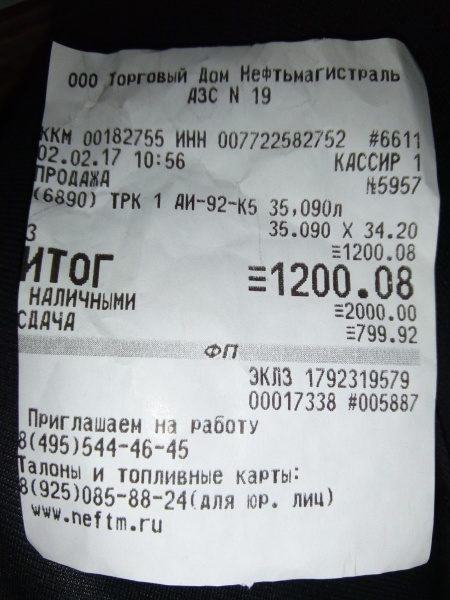 ООО Торговый Дом Нефтьмагистраль
АЗС N 19
ККМ 00182755 ИНН 007722582752 #6611
02.02.17 10:56 КАССИР 1
ПРОДАЖА №5957
(6890) ТРК 1 АИ-92-К5 35,090л
35.090 X 34.20
3 ≡1200.08
ИТОГ ≡1200.08
НАЛИЧНЫМИ ≡2000.00
СДАЧА ≡799.92
ФП
ЭКЛЗ 1792319579
00017338 #005887
Приглашаем на работу
8(495)544-46-45
Талоны и топливные карты:
8(925)085-88-24(для юр. лиц)
www.neftm.ru